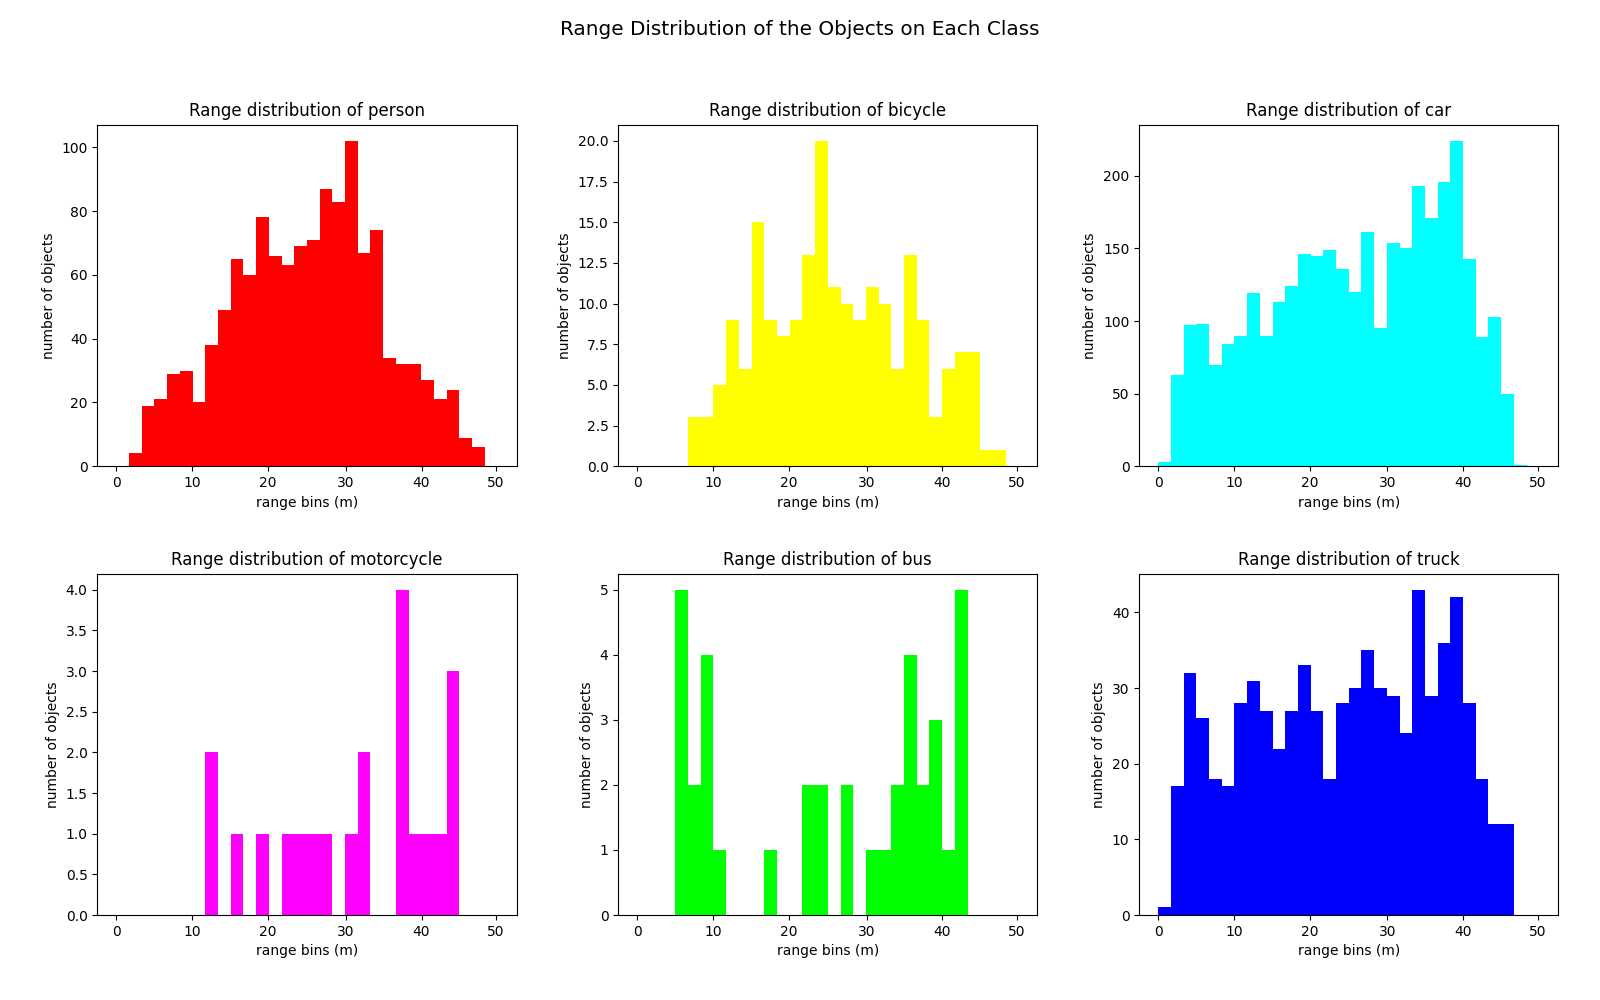 Range Distribution of the Objects on Each Class
Range distribution of person
number of objects
100
80
60
40
20
0
0 10 20 30 40 50
range bins (m)
Range distribution of bicycle
number of objects
20.0
17.5
15.0
12.5
10.0
7.5
5.0
2.5
0.0
0 10 20 30 40 50
range bins (m)
Range distribution of car
number of objects
200
150
100
50
0
0 10 20 30 40 50
range bins (m)
Range distribution of motorcycle
number of objects
4.0
3.5
3.0
2.5
2.0
1.5
1.0
0.5
0.0
0 10 20 30 40 50
range bins (m)
Range distribution of bus
number of objects
5
4
3
2
1
0
0 10 20 30 40 50
range bins (m)
Range distribution of truck
number of objects
40
30
20
10
0
0 10 20 30 40 50
range bins (m)